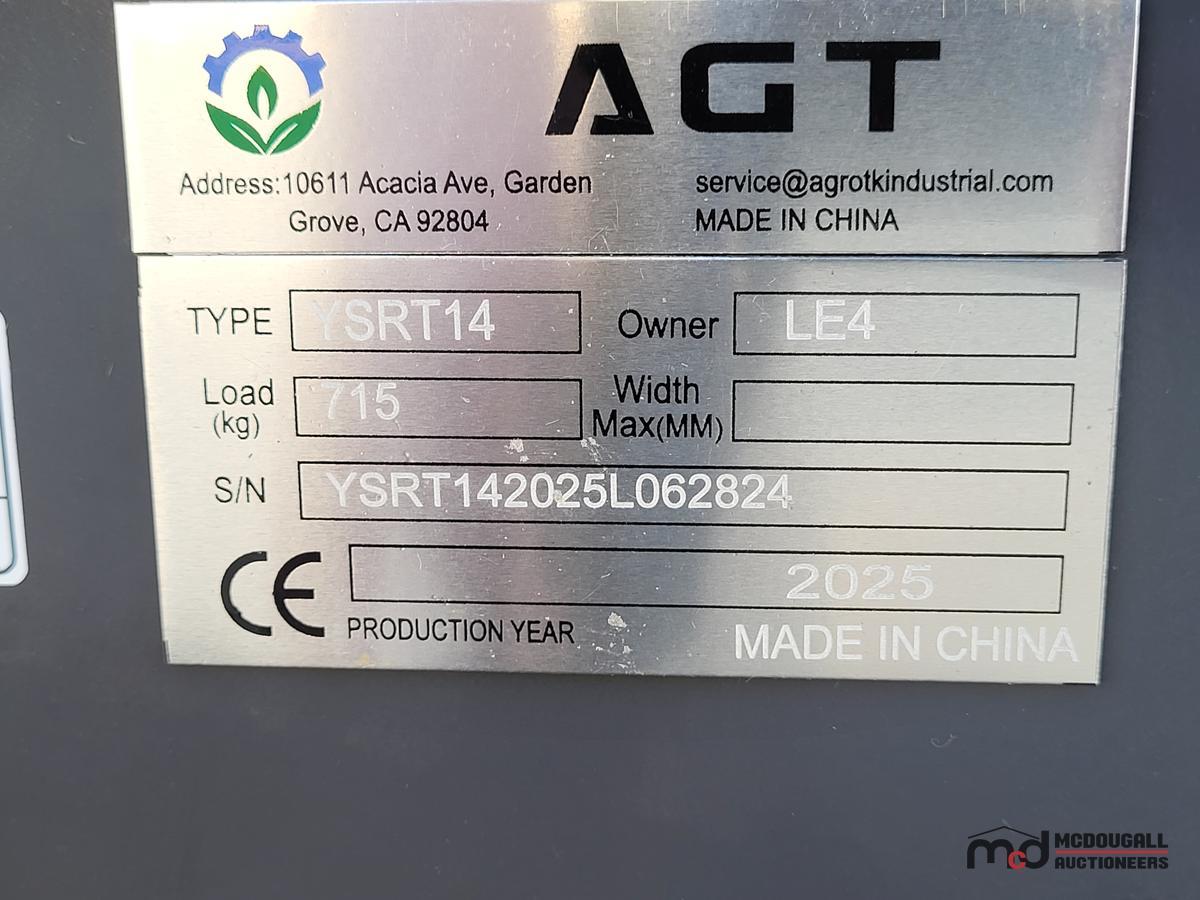 AGT
Address:10611 Acacia Ave, Garden
Grove, CA 92804
service@agrotkindustrial.com
MADE IN CHINA
TYPE YSRT14 Owner LE4
Load (kg) 715 Width Max(MM)
S/N YSRT142025L062824
CE 2025
PRODUCTION YEAR
MADE IN CHINA
mcd MCDOUGALL
AUCTIONEERS